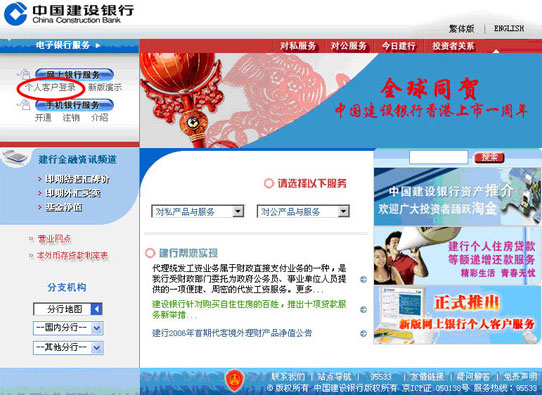 中国建设银行
China Construction Bank
繁体版 | ENGLISH
电子银行服务
对私服务 对公服务 今日建行 投资者关系
网上银行服务
个人客户登录 新版演示
手机银行服务
开通 注销 介绍
全球同贺
中国建设银行香港上市一周年
建行金融资讯频道
即期结售汇牌价
即期外汇买卖
基金净值
营业网点
本外币存贷款利率表
分支机构
分行地图
--国内分行--
--其他分行--
请选择以下服务
对私产品与服务
对公产品与服务
建行帮您实现
代理统发工资业务属于财政直接支付业务的一种，是
我行受财政部门委托为政府公务员、事业单位人员提
供的一项便捷、周密的代发工资服务。更多...
建设银行针对购买自住住房的百姓，推出十项贷款服
务新举措...
建行2006年首期代客境外理财产品净值公告
搜索
中国建设银行资产推介
欢迎广大投资者踊跃淘金
建行个人住房贷款
等额递增还款服务
精彩生活 青春无忧
正式推出
新版网上银行个人客户服务
联系我们 | 站点导航 | 95533 | 友情链接 | 疑问解答 | 免责声明
© 版权所有 中国建设银行版权所有 京ICP证 050138号 服务热线：95533